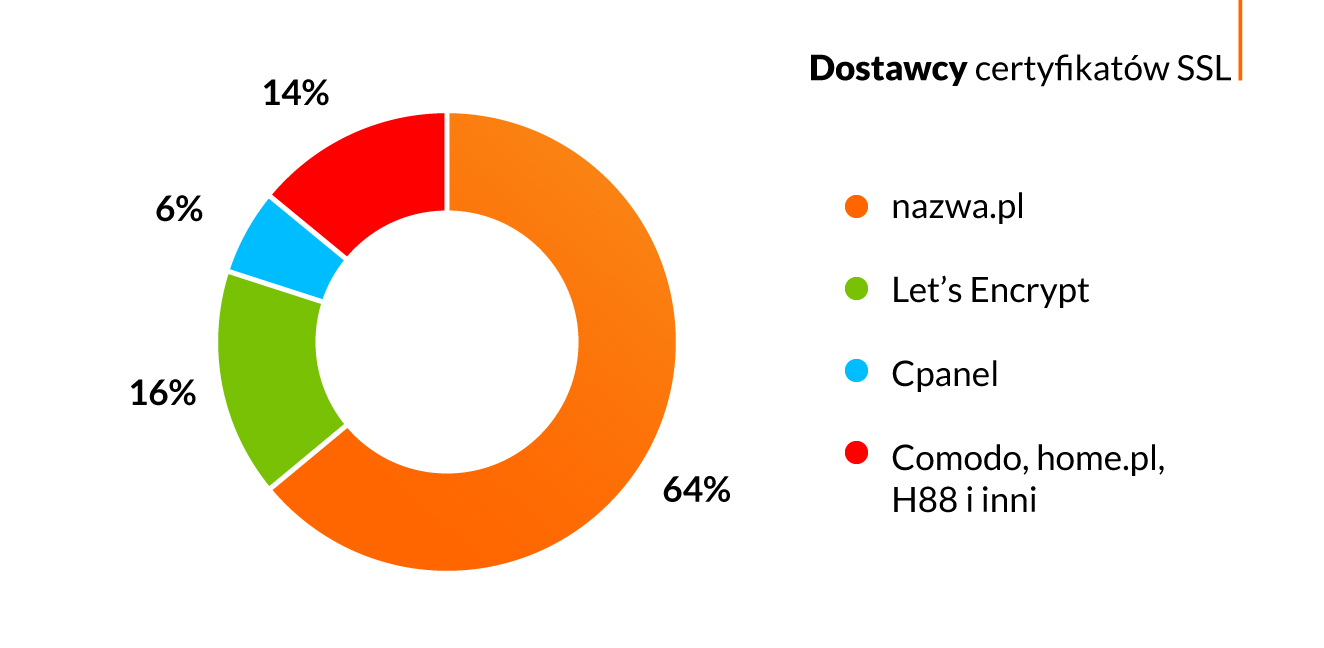 Dostawcy certyfikatów SSL
14%
6%
16%
64%
nazwa.pl
Let’s Encrypt
Cpanel
Comodo, home.pl,
H88 i inni